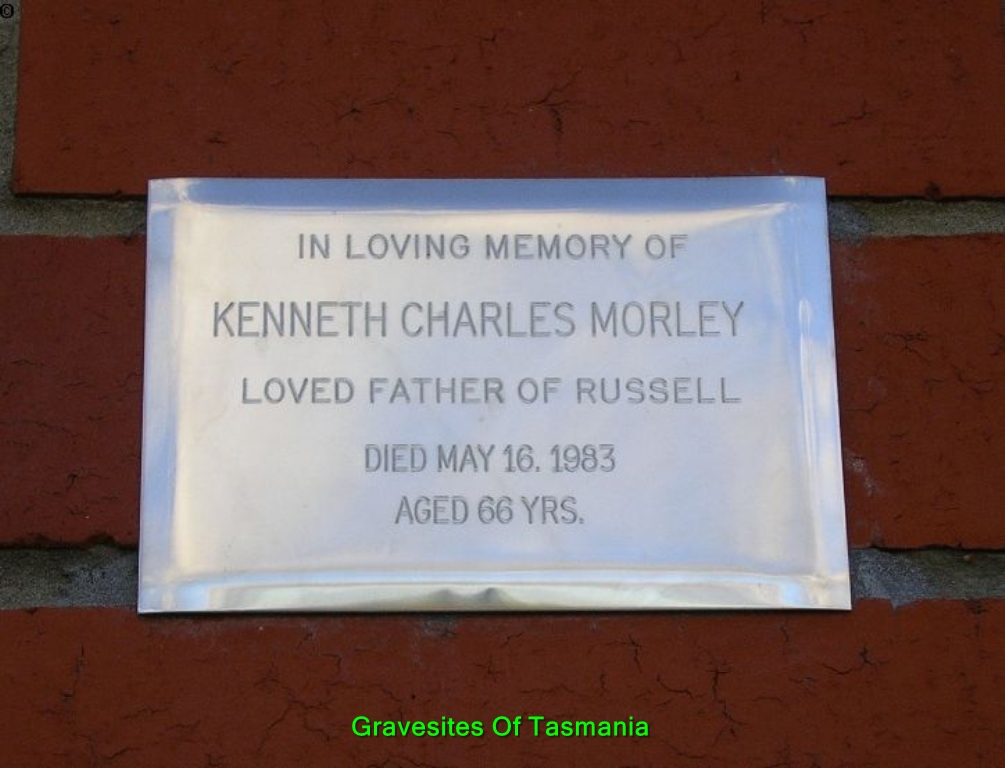 ©
IN LOVING MEMORY OF
KENNETH CHARLES MORLEY
LOVED FATHER OF RUSSELL
DIED MAY 16. 1983
AGED 66 YRS.
Gravesites Of Tasmania